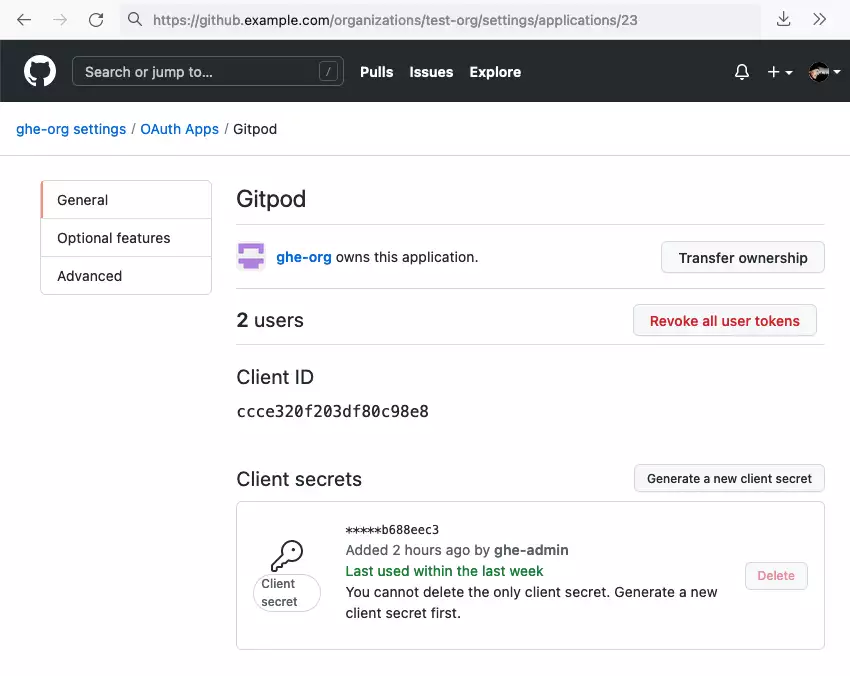 https://github.example.com/organizations/test-org/settings/applications/23
Search or jump to... /
Pulls Issues Explore
ghe-org settings / OAuth Apps / Gitpod
General
Optional features
Advanced
Gitpod
ghe-org owns this application.
Transfer ownership
2 users
Revoke all user tokens
Client ID
ccce320f203df80c98e8
Client secrets
Generate a new client secret
Client
secret
*****b688eec3
Added 2 hours ago by ghe-admin
Last used within the last week
You cannot delete the only client secret. Generate a new
client secret first.
Delete